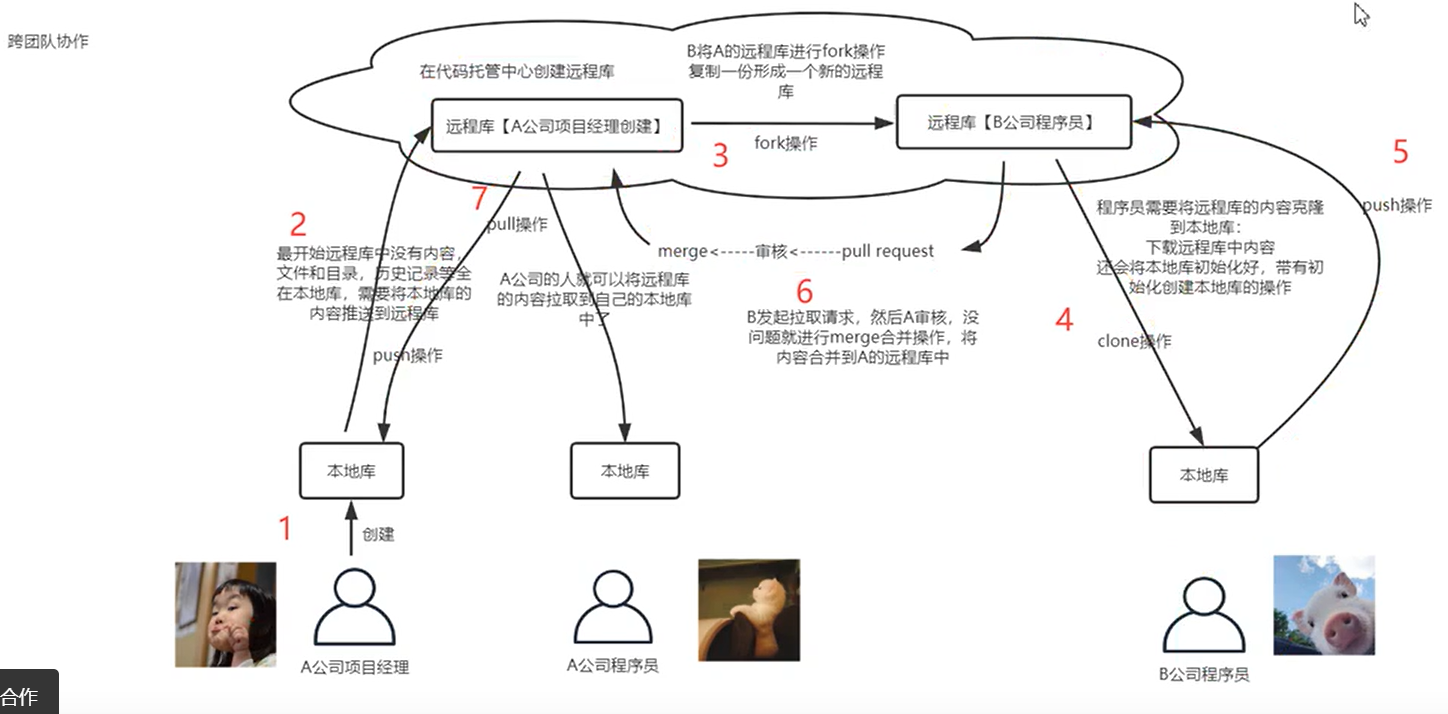 跨团队协作
在代码托管中心创建远程库
B将A的远程库进行fork操作
复制一份形成一个新的远程
库
远程库【A公司项目经理创建】
远程库【B公司程序员】
fork操作
3
5
push操作
7
pull操作
2
最开始远程库中没有内容，
文件和目录，历史记录等全
在本地库，需要将本地库的
内容推送到远程库
push操作
A公司的人就可以将远程库
的内容拉取到自己的本地库
中了
merge<-----审核<------pull request
6
B发起拉取请求，然后A审核，没
问题就进行merge合并操作，将
内容合并到A的远程库中
程序员需要将远程库的内容克隆
到本地库：
下载远程库中内容
还会将本地库初始化好，带有初
始化创建本地库的操作
4
clone操作
本地库
本地库
本地库
1
创建
A公司项目经理
A公司程序员
B公司程序员
合作